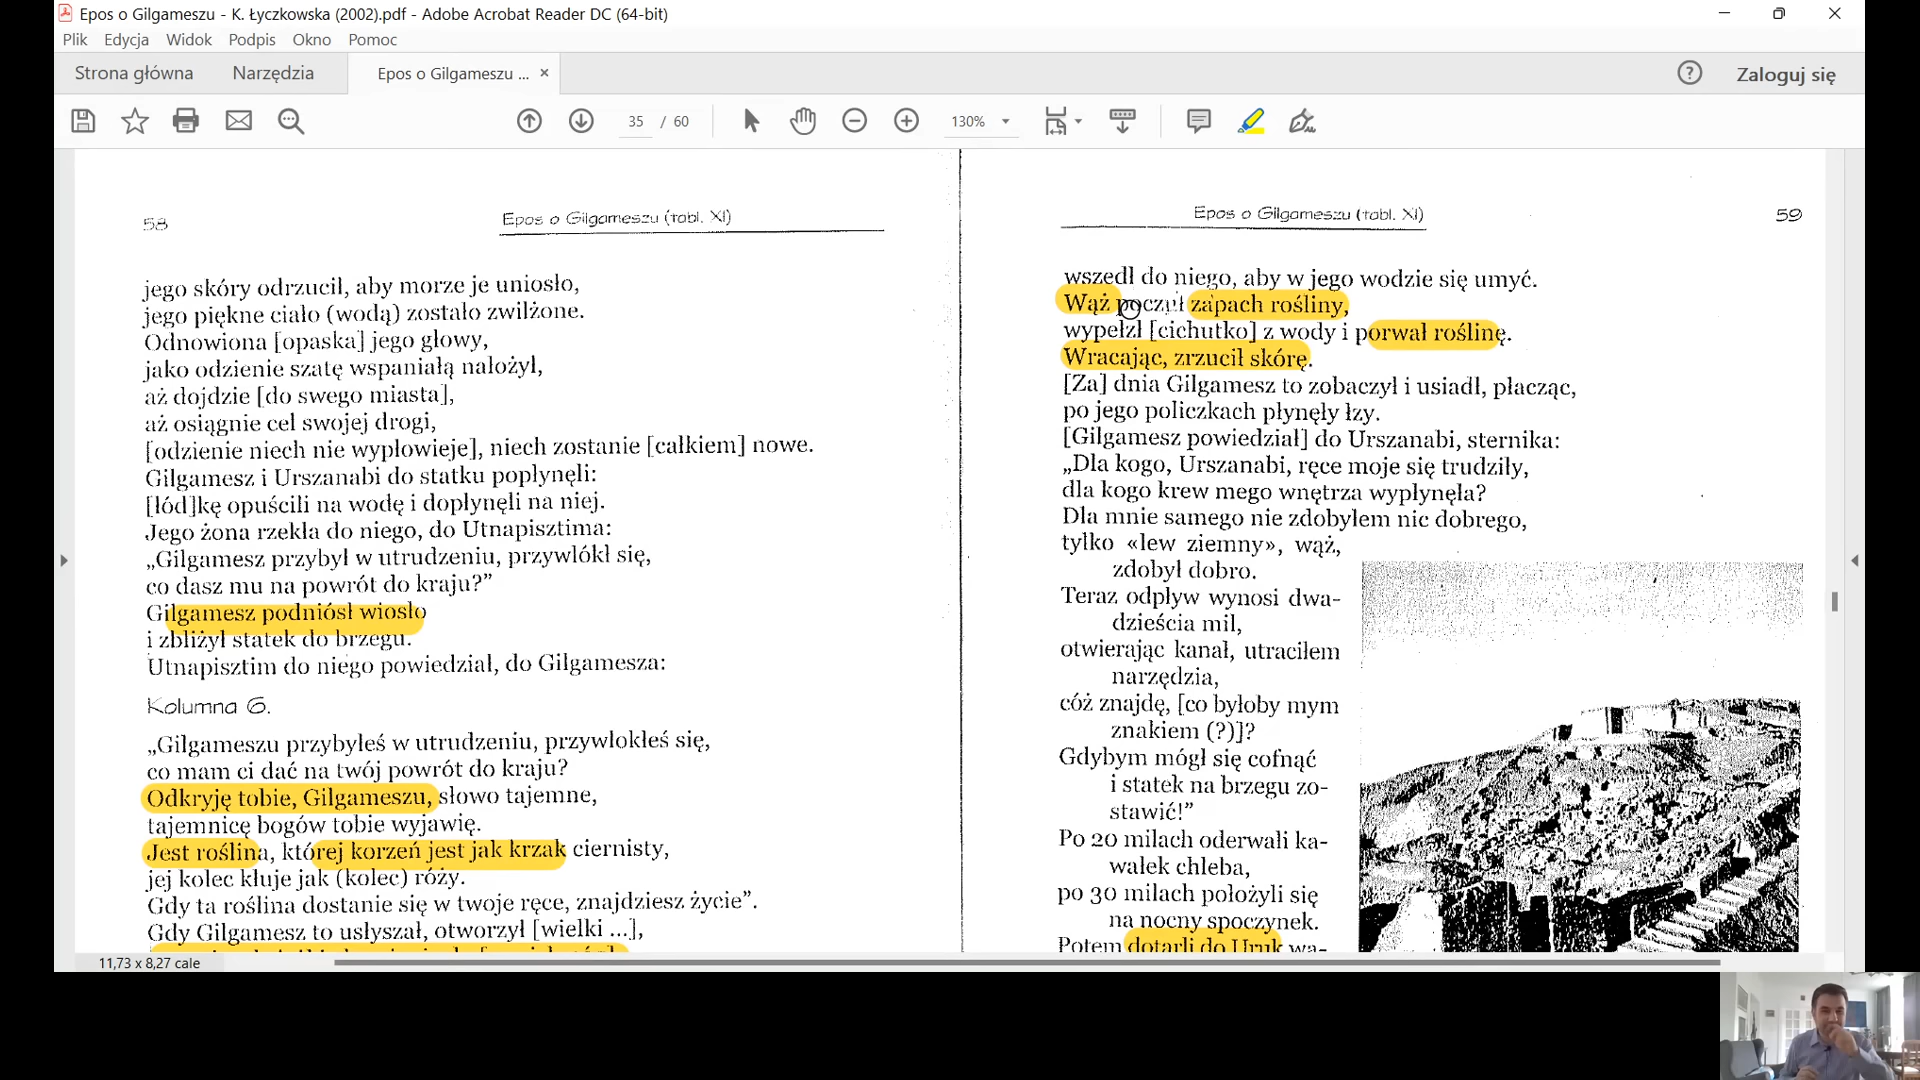 Epos o Gilgameszu - K. Łyczkowska (2002).pdf - Adobe Acrobat Reader DC (64-bit)
Plik Edycja Widok Podpis Okno Pomoc
Strona główna Narzędzia Epos o Gilgameszu ... × Zaloguj się
35 / 60 130%
58 Epos o Gilgameszu (tabl. XI)
jego skóry odrzucił, aby morze je uniosło,
jego piękne ciało (wodą) zostało zwilżone.
Odnowiona [opaska] jego głowy,
jako odzienie szatę wspaniałą nałożył,
aż dojdzie [do swego miasta],
aż osiągnie cel swojej drogi,
[odzienie niech nie wypłowieje], niech zostanie [całkiem] nowe.
Gilgamesz i Urszanabi do statku popłynęli:
[łód]kę opuścili na wodę i dopłynęli na niej.
Jego żona rzekła do niego, do Utnapisztima:
„Gilgamesz przybył w utrudzeniu, przywlókł się,
co dasz mu na powrót do kraju?”
Gilgamesz podniósł wiosło
i zbliżył statek do brzegu.
Utnapisztim do niego powiedział, do Gilgamesza:
Kolumna 6.
„Gilgameszu przybyłeś w utrudzeniu, przywlokłeś się,
co mam ci dać na twój powrót do kraju?
Odkryję tobie, Gilgameszu, słowo tajemne,
tajemnicę bogów tobie wyjawię.
Jest roślina, której korzeń jest jak krzak ciernisty,
jej kolec kłuje jak (kolec) róży.
Gdy ta roślina dostanie się w twoje ręce, znajdziesz życie”.
Gdy Gilgamesz to usłyszał, otworzył [wielki ...],
Epos o Gilgameszu (tabl. XI) 59
wszedł do niego, aby w jego wodzie się umyć.
Wąż poczuł zapach rośliny,
wypełzł [cichutko] z wody i porwał roślinę.
Wracając, zrzucił skórę.
[Za] dnia Gilgamesz to zobaczył i usiadł, płacząc,
po jego policzkach płynęły łzy.
[Gilgamesz powiedział] do Urszanabi, sternika:
„Dla kogo, Urszanabi, ręce moje się trudziły,
dla kogo krew mego wnętrza wypłynęła?
Dla mnie samego nie zdobyłem nic dobrego,
tylko «lew ziemny», wąż,
zdobył dobro.
Teraz odpływ wynosi dwa-
dzieścia mil,
otwierając kanał, utraciłem
narzędzia,
cóż znajdę, [co byłoby mym
znakiem (?)]?
Gdybym mógł się cofnąć
i statek na brzegu zo-
stawić!”
Po 20 milach oderwali ka-
wałek chleba,
po 30 milach położyli się
na nocny spoczynek.
Potem dotarli do Uruk wa-
11,73 x 8,27 cale